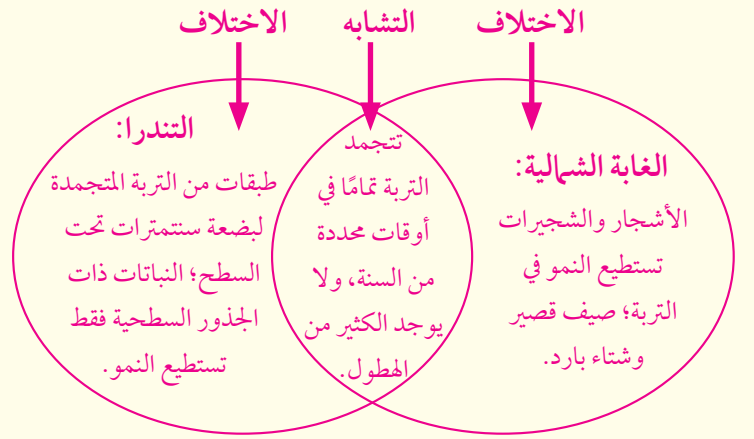 الاختلاف
التشابه
الاختلاف
الغابة الشمالية:
الأشجار والشجيرات
تستطيع النمو في
التربة؛ صيف قصير
وشتاء بارد.
تتجمد
التربة تمامًا في
أوقات محددة
من السنة، ولا
يوجد الكثير من
الهطول.
التندرا:
طبقات من التربة المتجمدة
لبضعة سنتمترات تحت
السطح؛ النباتات ذات
الجذور السطحية فقط
تستطيع النمو.